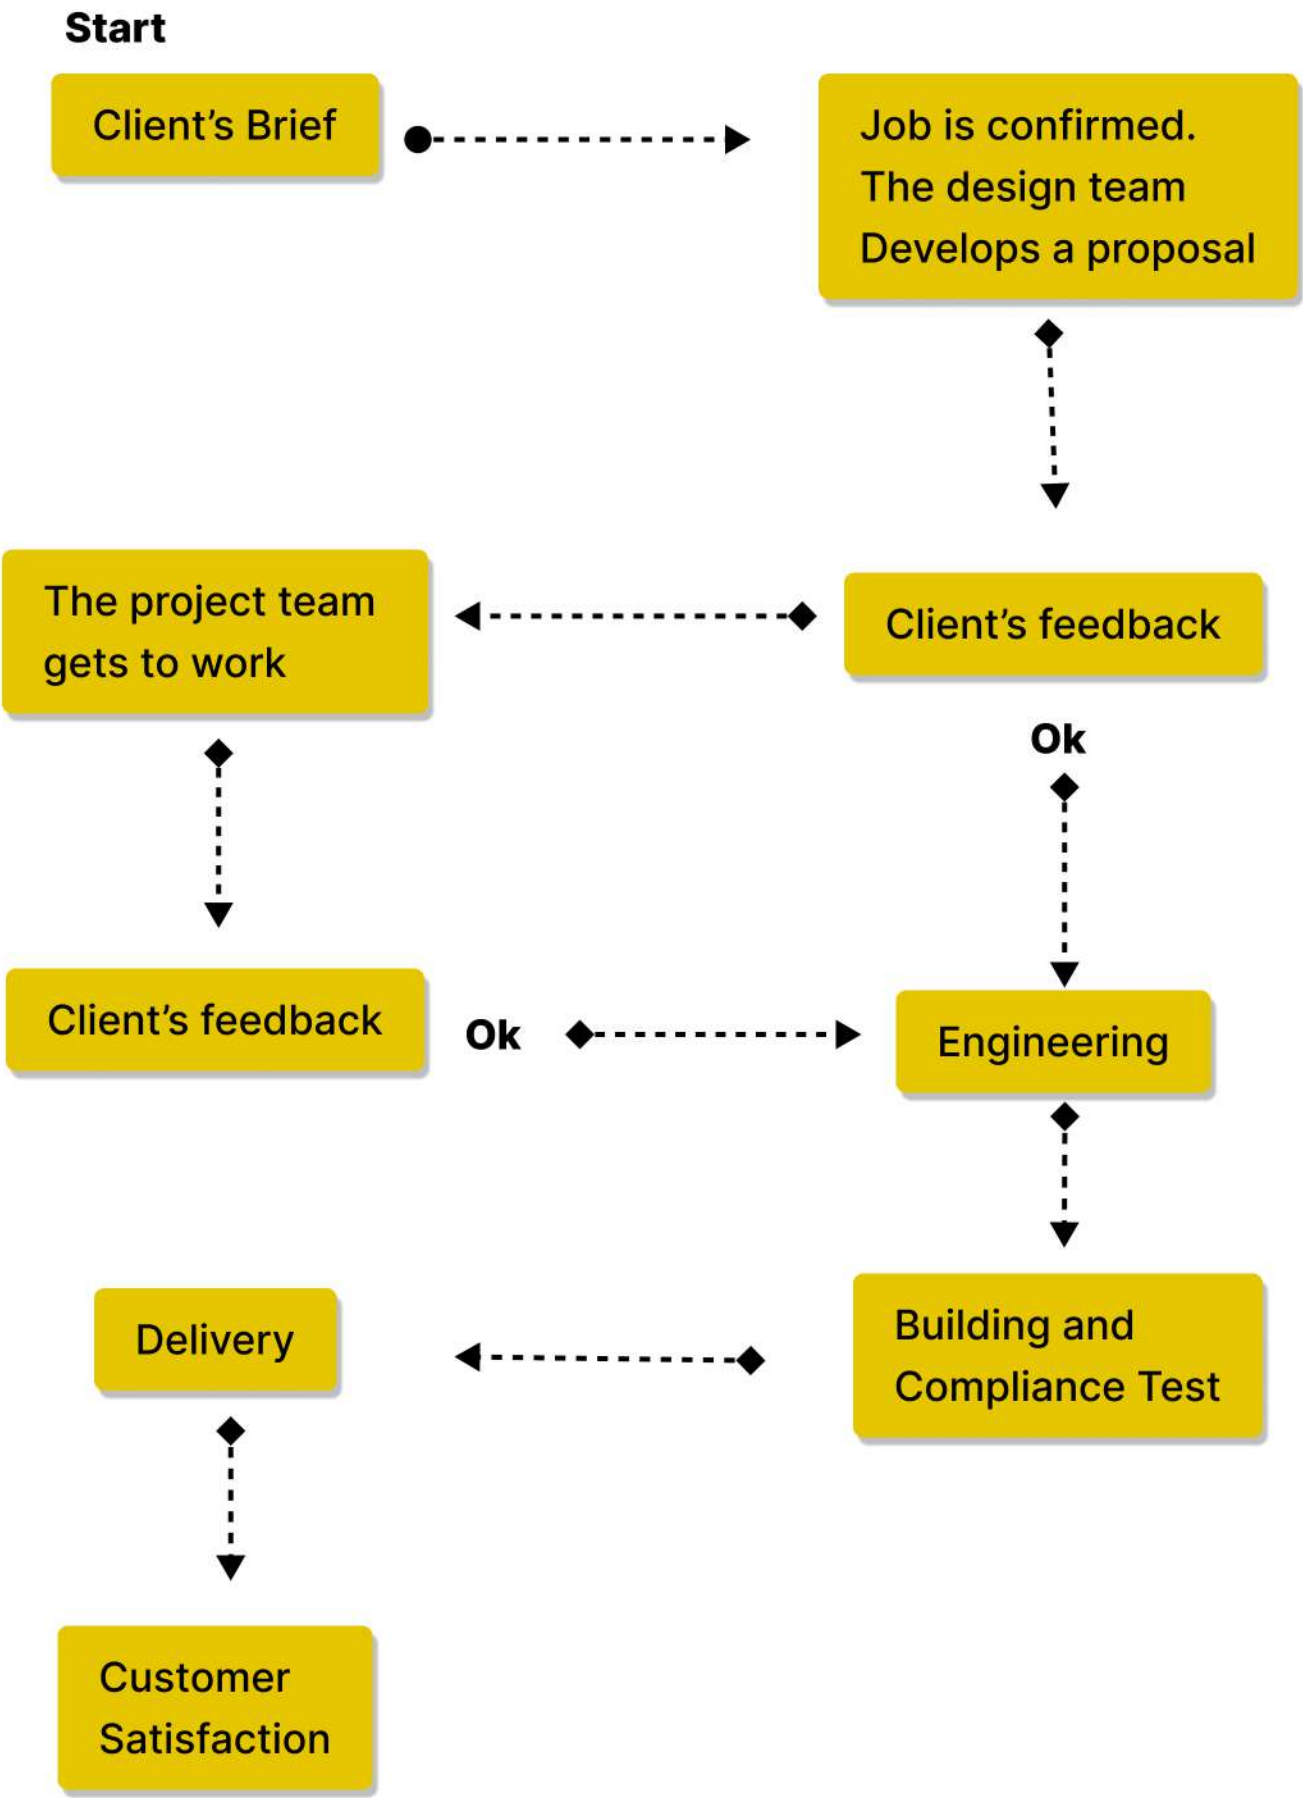 Start
Client’s Brief
Job is confirmed.
The design team
Develops a proposal
Client’s feedback
The project team
gets to work
Ok
Client’s feedback
Ok
Engineering
Building and
Compliance Test
Delivery
Customer
Satisfaction